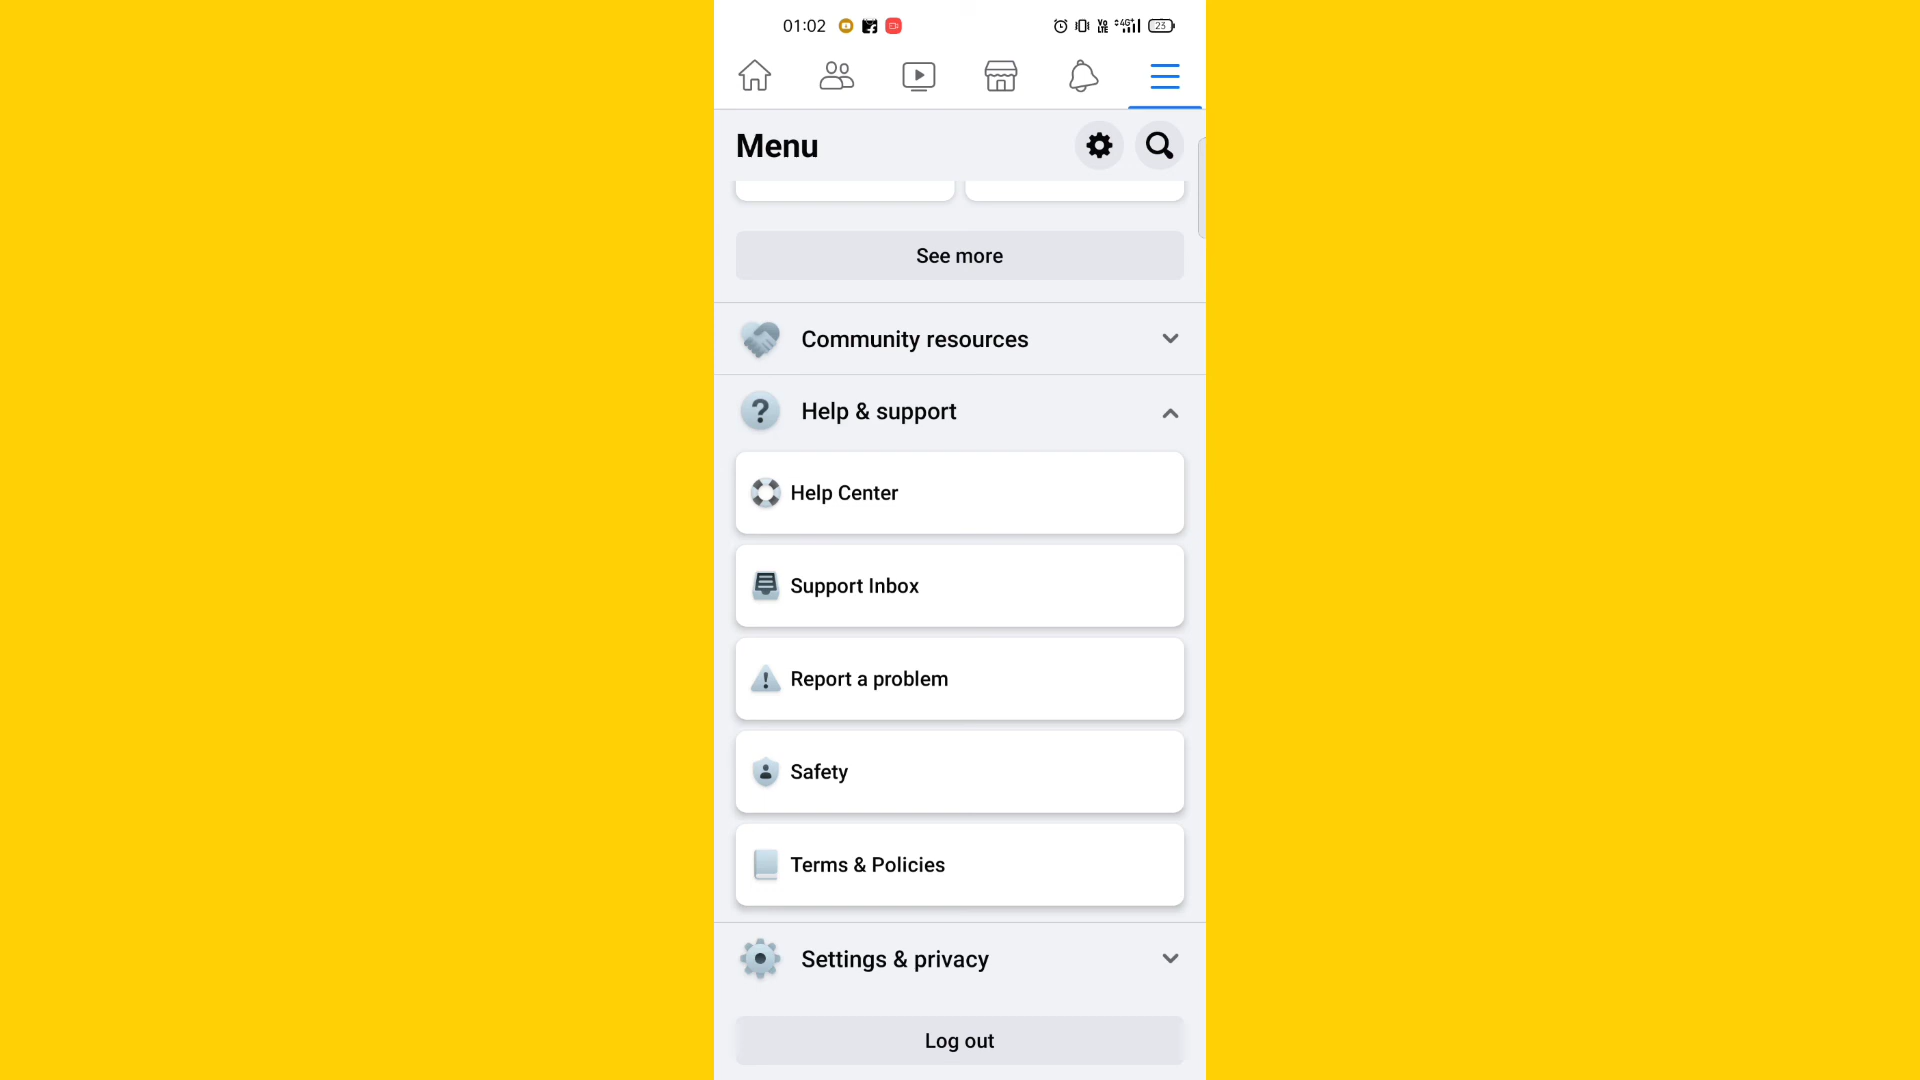 01:02
23
Menu
See more
Community resources
Help & support
Help Center
Support Inbox
Report a problem
Safety
Terms & Policies
Settings & privacy
Log out